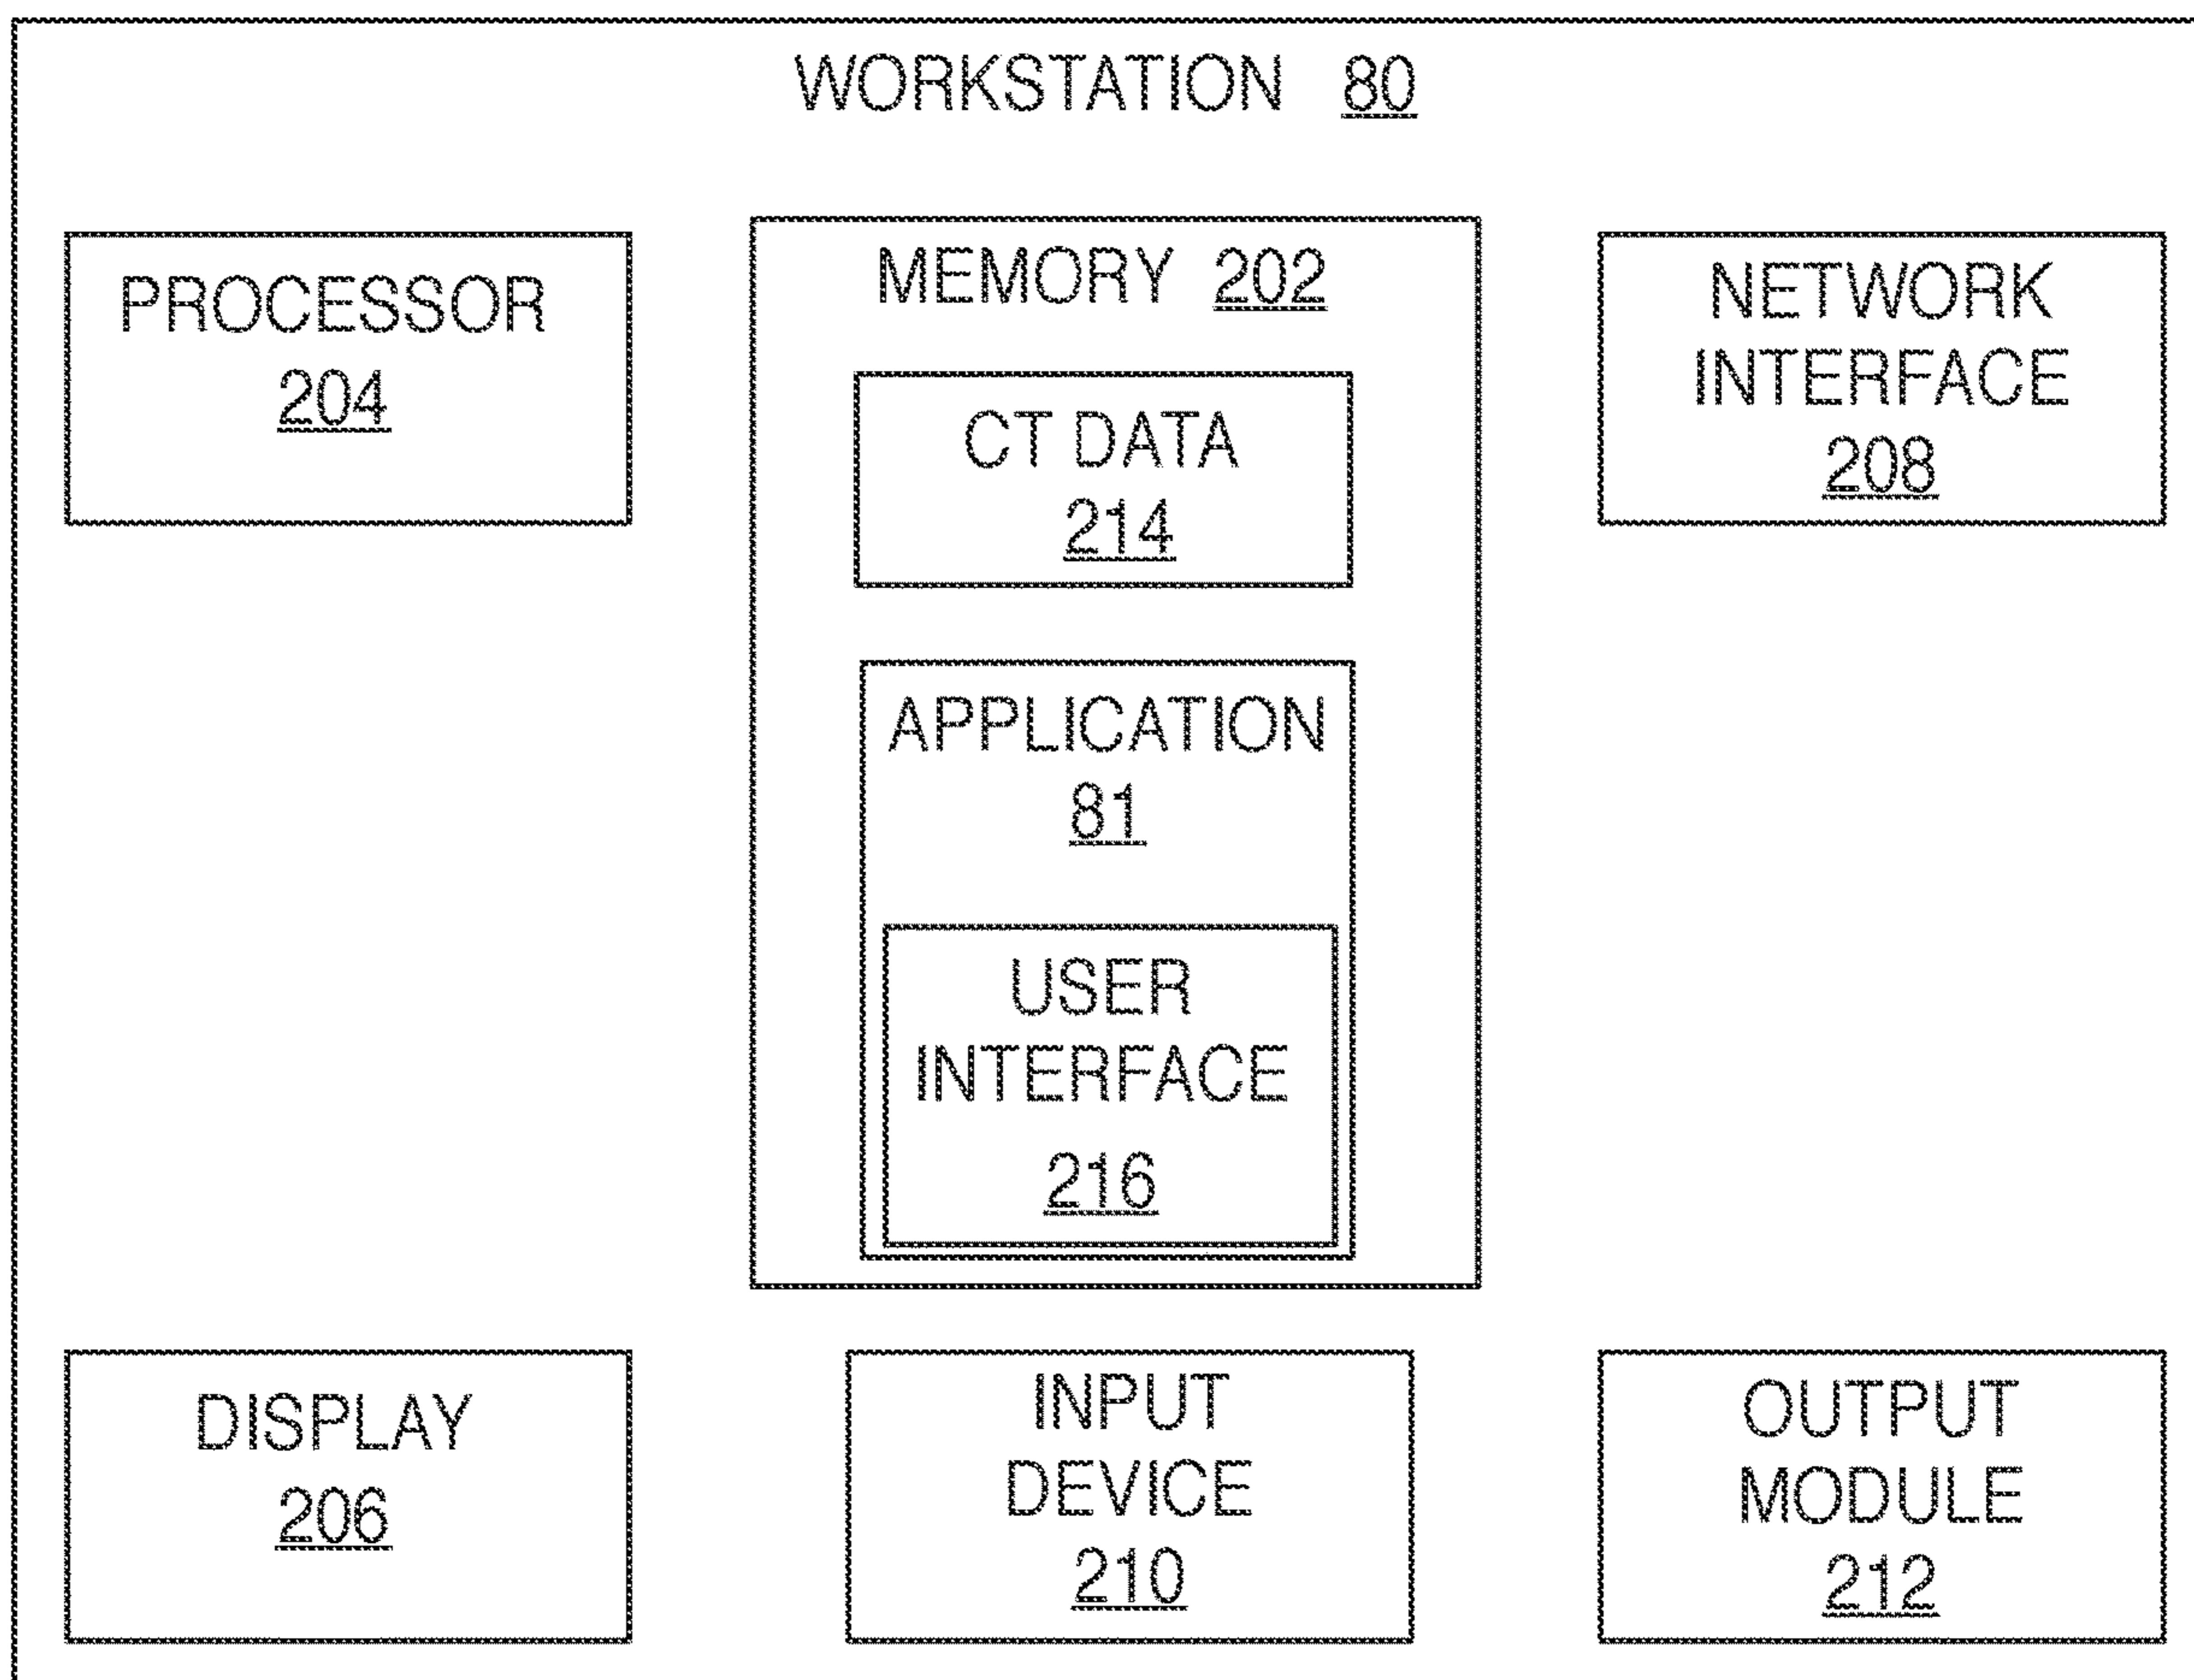 WORKSTATION 80
PROCESSOR
204
MEMORY 202
CT DATA
214
APPLICATION
81
USER
INTERFACE
216
NETWORK
INTERFACE
208
DISPLAY
206
INPUT
DEVICE
210
OUTPUT
MODULE
212